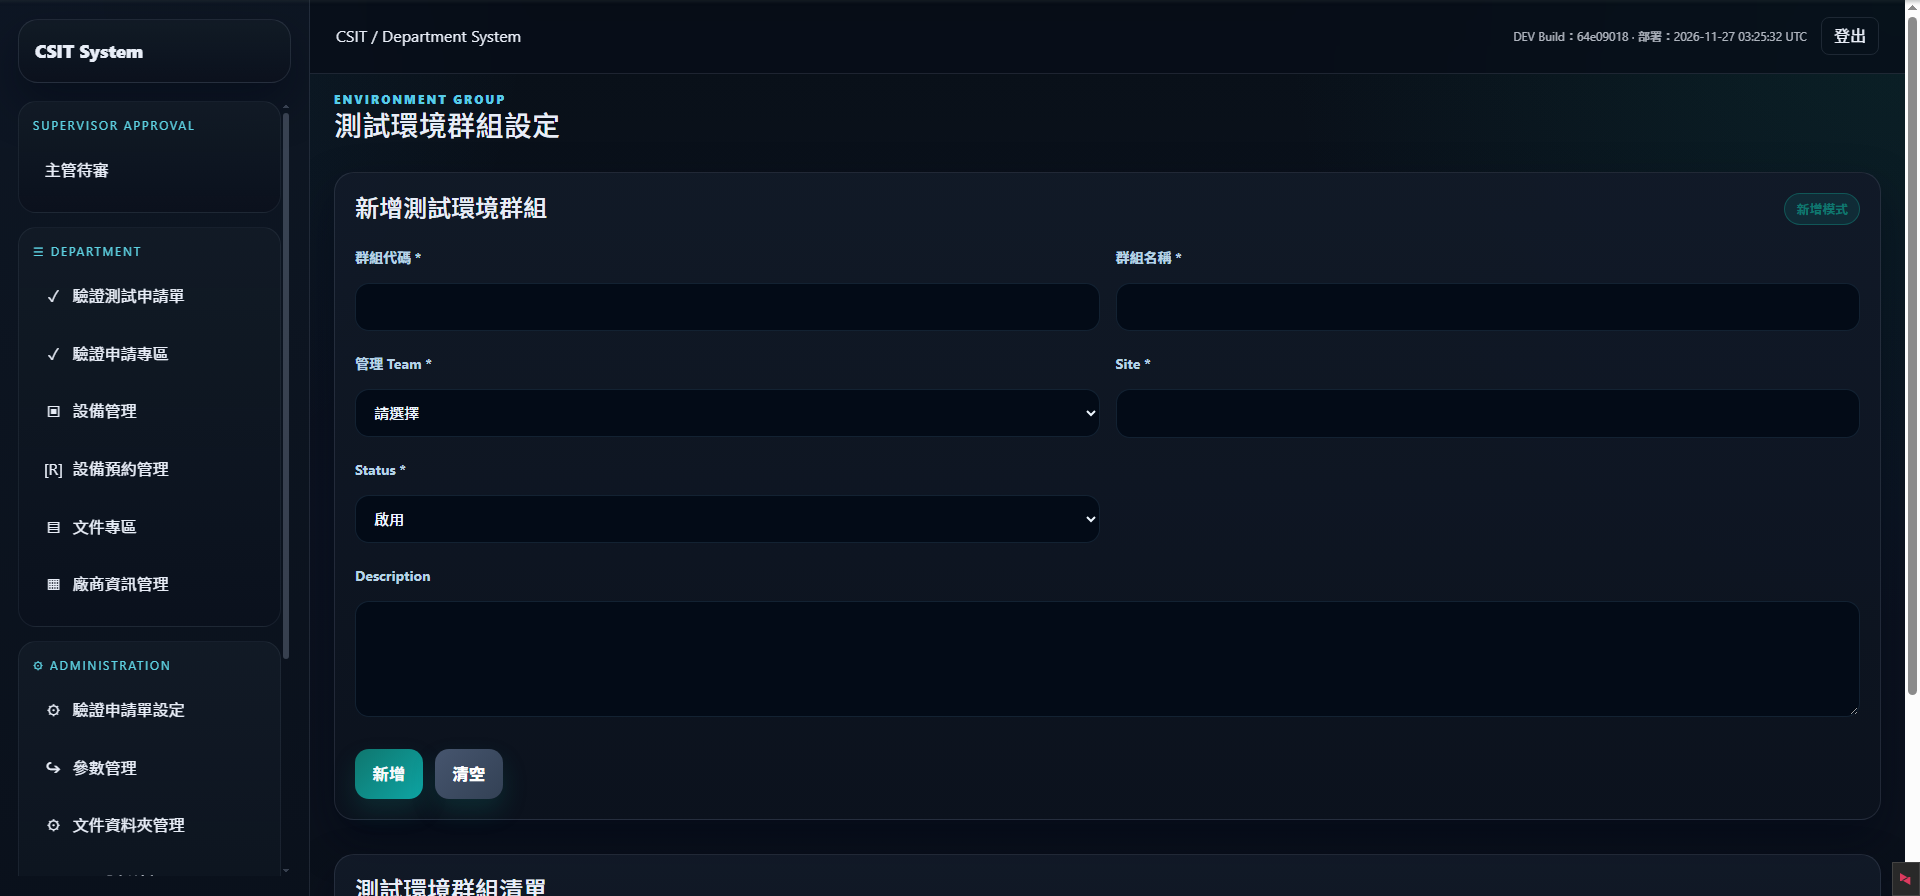 CSIT System
SUPERVISOR APPROVAL
主管待審
☰ DEPARTMENT
✓ 驗證測試申請單
✓ 驗證申請專區
▣ 設備管理
[R] 設備預約管理
▤ 文件專區
▦ 廠商資訊管理
⚙ ADMINISTRATION
⚙ 驗證申請單設定
↪ 參數管理
⚙ 文件資料夾管理
CSIT / Department System
DEV Build：64e09018 · 部署：2026-11-27 03:25:32 UTC
登出
ENVIRONMENT GROUP
測試環境群組設定
新增測試環境群組
新增模式
群組代碼 *
群組名稱 *
管理 Team *
請選擇
Site *
Status *
啟用
Description
新增
清空
測試環境群組清單